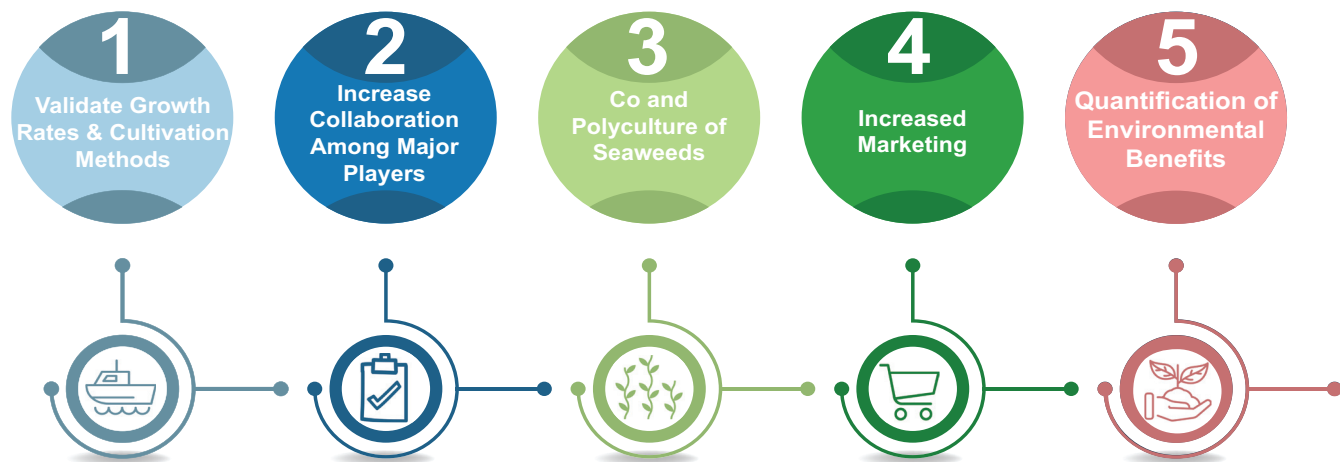 1
Validate Growth
Rates & Cultivation
Methods
2
Increase
Collaboration
Among Major
Players
3
Co and
Polyculture of
Seaweeds
4
Increased
Marketing
5
Quantification of
Environmental
Benefits